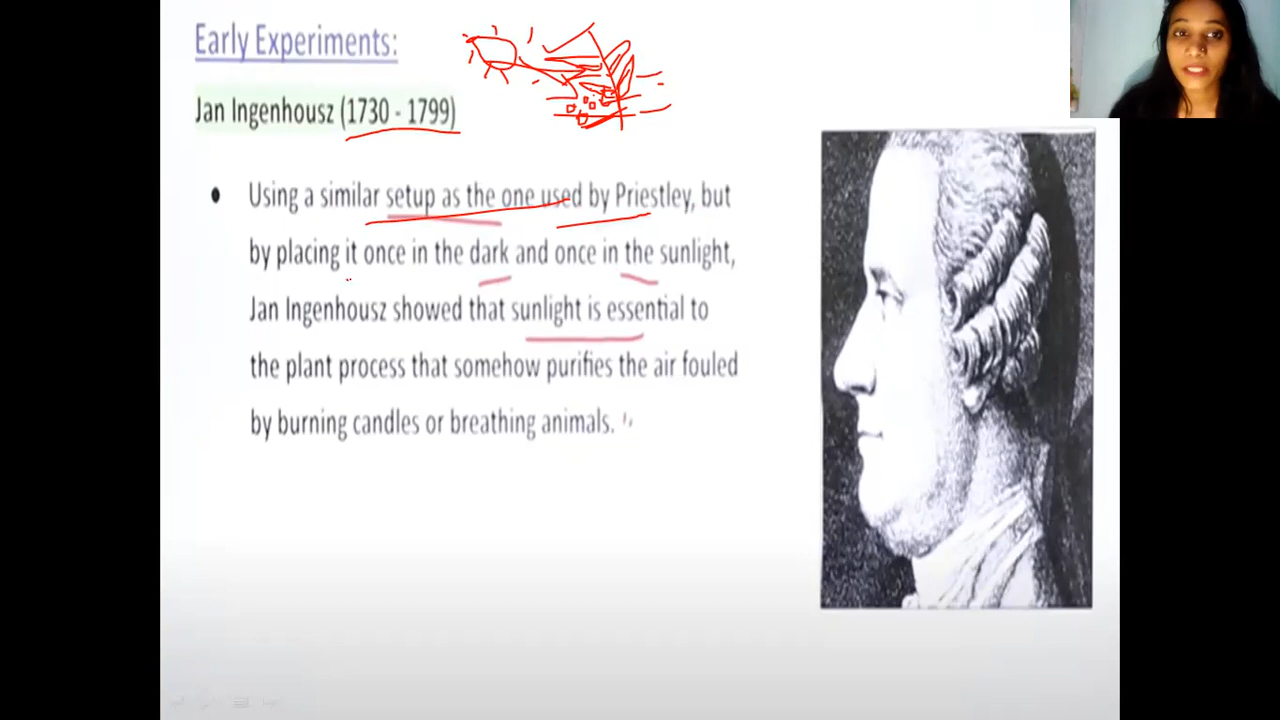 Early Experiments:
Jan Ingenhousz (1730 - 1799)
• Using a similar setup as the one used by Priestley, but
by placing it once in the dark and once in the sunlight,
Jan Ingenhousz showed that sunlight is essential to
the plant process that somehow purifies the air fouled
by burning candles or breathing animals.